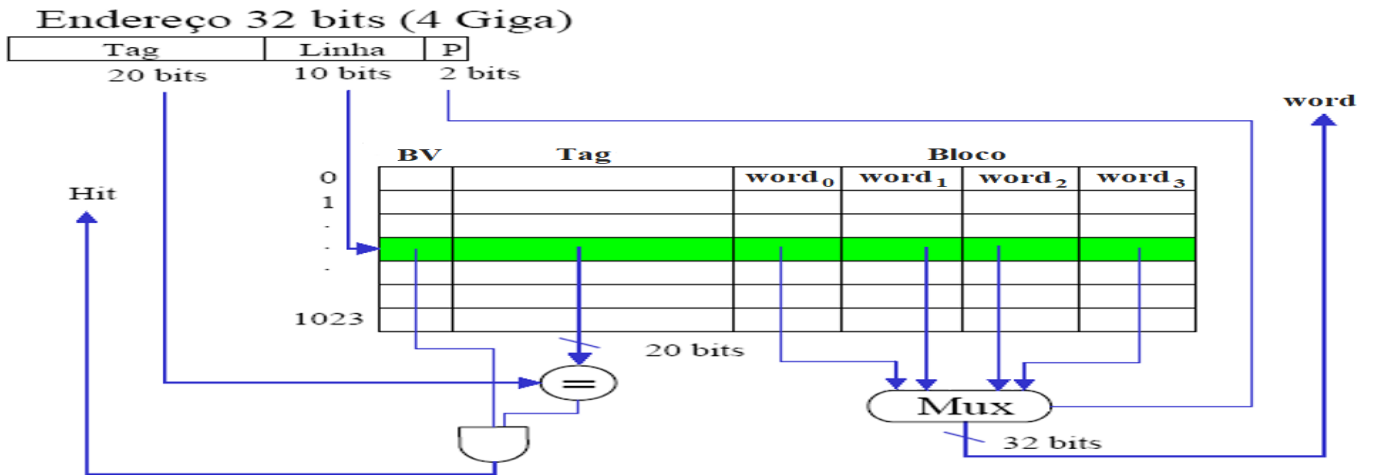 Endereço 32 bits (4 Giga)
Tag Linha P
20 bits 10 bits 2 bits
word
BV Tag Bloco
0 word0 word1 word2 word3
Hit
1
.
.
.
1023
20 bits
=
Mux
32 bits